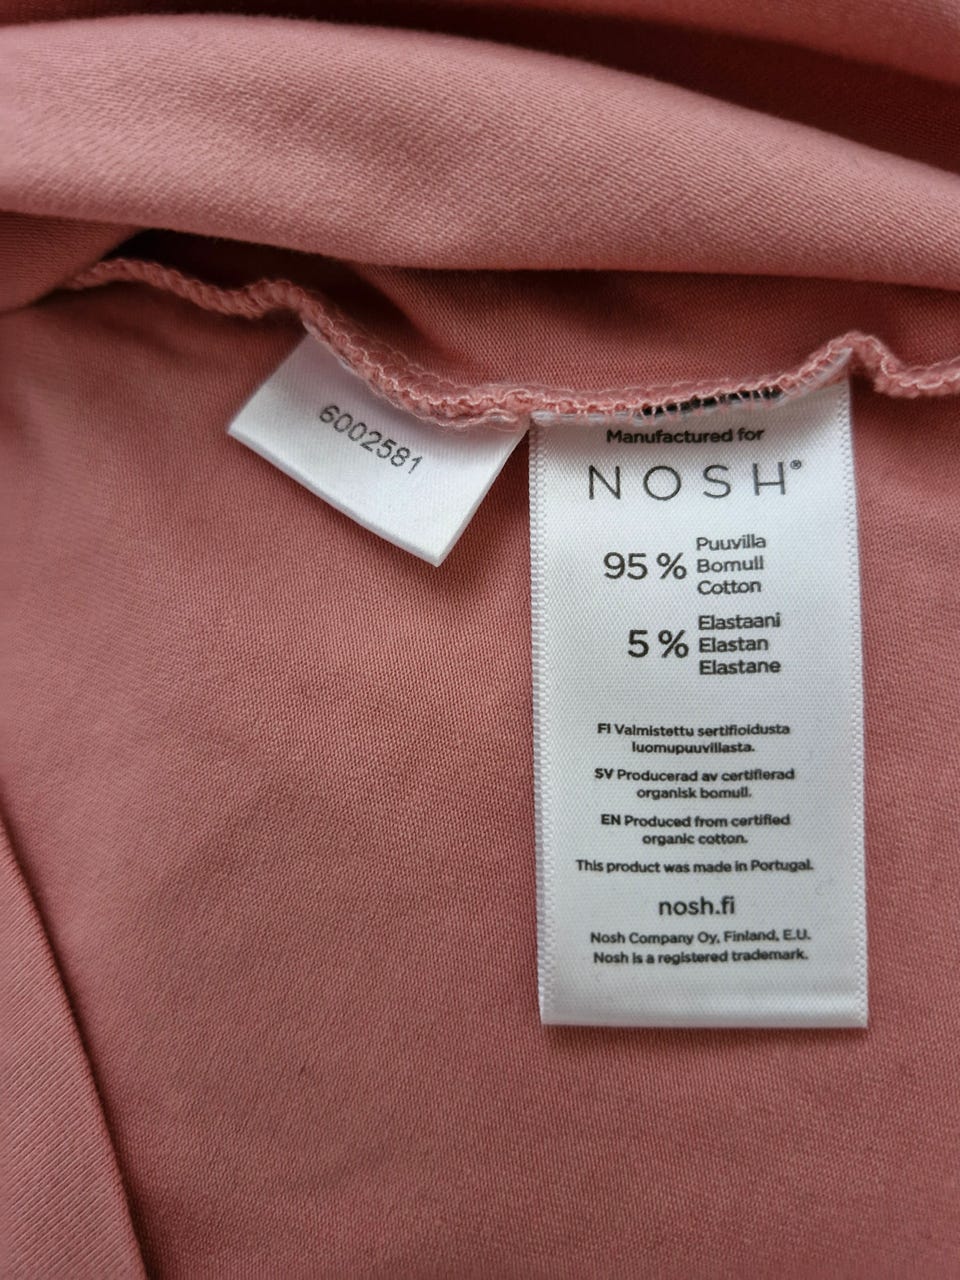 6002581
Manufactured for
NOSH®
95 % Puuvilla
Bomull
Cotton
5 % Elastaani
Elastan
Elastane
FI Valmistettu sertifioidusta
luomupuuvillasta.
SV Producerad av certifierad
organisk bomull.
EN Produced from certified
organic cotton.
This product was made in Portugal.
nosh.fi
Nosh Company Oy, Finland, E.U.
Nosh is a registered trademark.